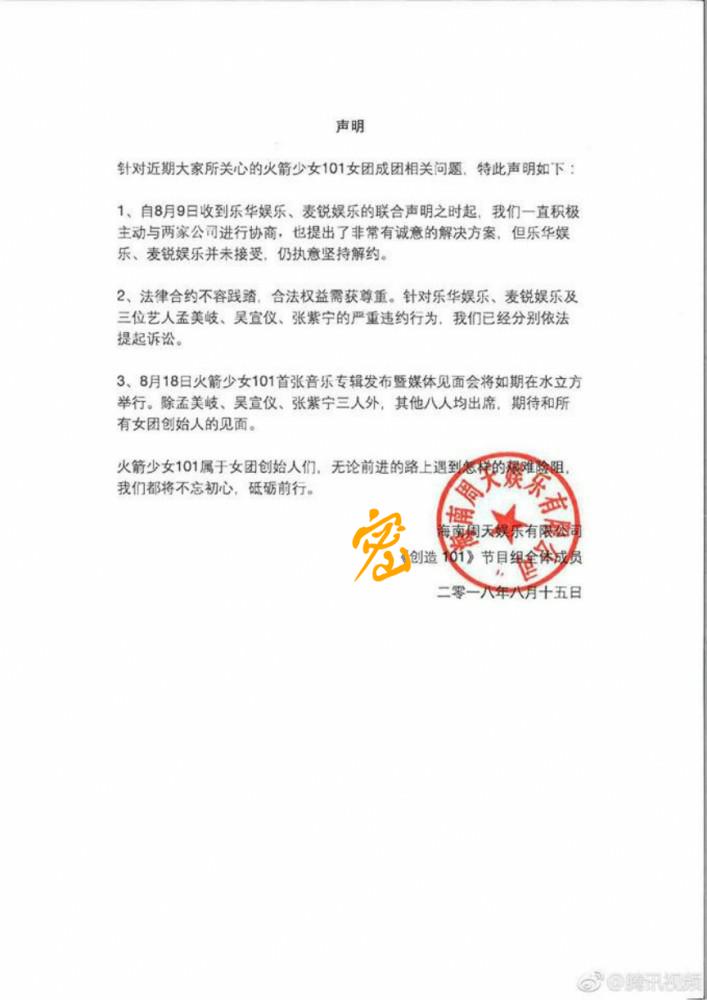 声明
针对近期大家所关心的火箭少女101女团成团相关问题，特此声明如下：
1、自8月9日收到乐华娱乐、麦锐娱乐的联合声明之时起，我们一直积极
主动与两家公司进行协商，也提出了非常有诚意的解决方案，但乐华娱
乐、麦锐娱乐并未接受，仍执意坚持解约。
2、法律合约不容践踏，合法权益需获尊重。针对乐华娱乐、麦锐娱乐及
三位艺人孟美岐、吴宣仪、张紫宁的严重违约行为，我们已经分别依法
提起诉讼。
3、8月18日火箭少女101首张音乐专辑发布暨媒体见面会将如期在水立方
举行。除孟美岐、吴宣仪、张紫宁三人外，其他八人均出席，期待和所
有女团创始人的见面。
火箭少女101属于女团创始人们，无论前进的路上遇到怎样的艰难险阻，
我们都将不忘初心，砥砺前行。
密
海南周天娱乐有限公司
海南周天娱乐有限公司
《创造 101》节目组全体成员
二零一八年八月十五日
@腾讯视频